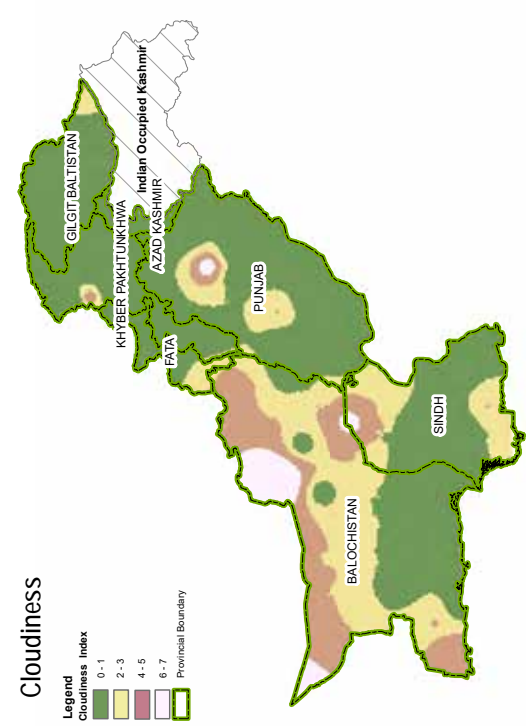 Cloudiness
Legend
Cloudiness Index
0 - 1
2 - 3
4 - 5
6 - 7
Provincial Boundary
GILGIT BALTISTAN
Indian Occupied Kashmir
KHYBER PAKHTUNKHWA
AZAD KASHMIR
FATA
PUNJAB
BALOCHISTAN
SINDH